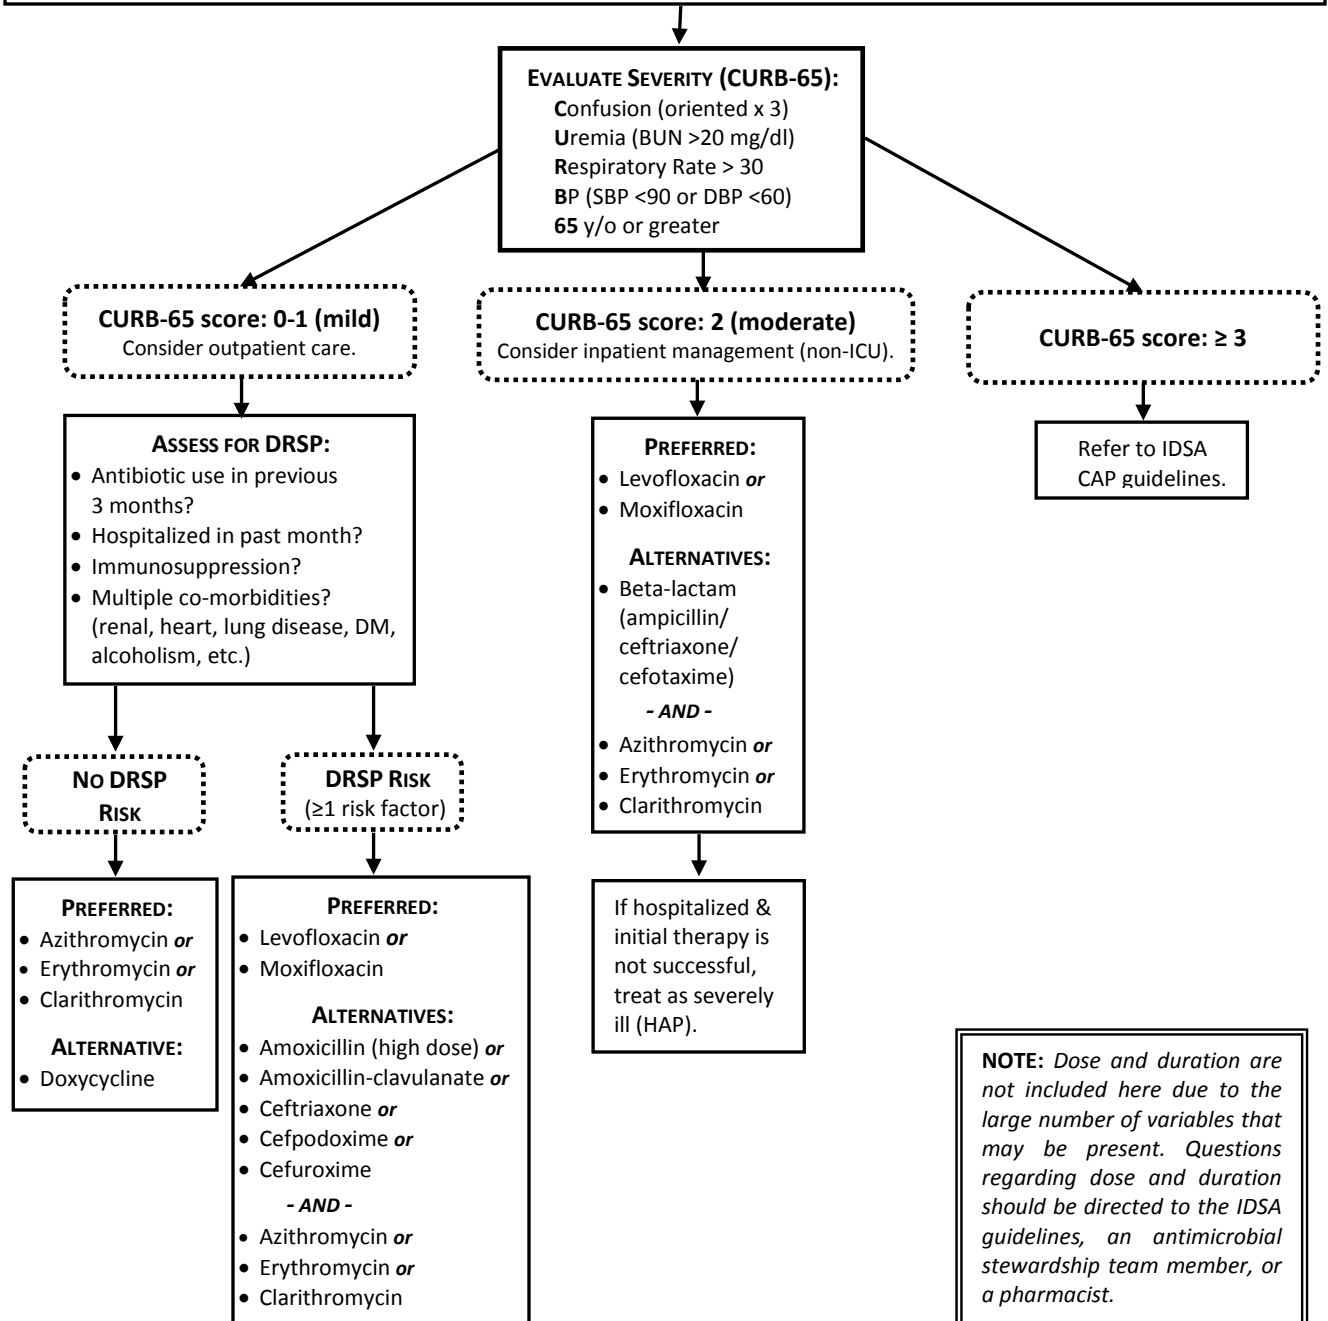 EVALUATE SEVERITY (CURB-65):
Confusion (oriented x 3)
Uremia (BUN >20 mg/dl)
Respiratory Rate > 30
BP (SBP <90 or DBP <60)
65 y/o or greater
CURB-65 score: 0-1 (mild)
Consider outpatient care.
CURB-65 score: 2 (moderate)
Consider inpatient management (non-ICU).
CURB-65 score: ≥ 3
ASSESS FOR DRSP:
• Antibiotic use in previous
3 months?
• Hospitalized in past month?
• Immunosuppression?
• Multiple co-morbidities?
(renal, heart, lung disease, DM,
alcoholism, etc.)
PREFERRED:
• Levofloxacin or
• Moxifloxacin
ALTERNATIVES:
• Beta-lactam
(ampicillin/
ceftriaxone/
cefotaxime)
- AND -
• Azithromycin or
• Erythromycin or
• Clarithromycin
Refer to IDSA
CAP guidelines.
NO DRSP
RISK
DRSP RISK
(≥1 risk factor)
PREFERRED:
• Azithromycin or
• Erythromycin or
• Clarithromycin
ALTERNATIVE:
• Doxycycline
PREFERRED:
• Levofloxacin or
• Moxifloxacin
ALTERNATIVES:
• Amoxicillin (high dose) or
• Amoxicillin-clavulanate or
• Ceftriaxone or
• Cefpodoxime or
• Cefuroxime
- AND -
• Azithromycin or
• Erythromycin or
• Clarithromycin
If hospitalized &
initial therapy is
not successful,
treat as severely
ill (HAP).
NOTE: Dose and duration are
not included here due to the
large number of variables that
may be present. Questions
regarding dose and duration
should be directed to the IDSA
guidelines, an antimicrobial
stewardship team member, or
a pharmacist.